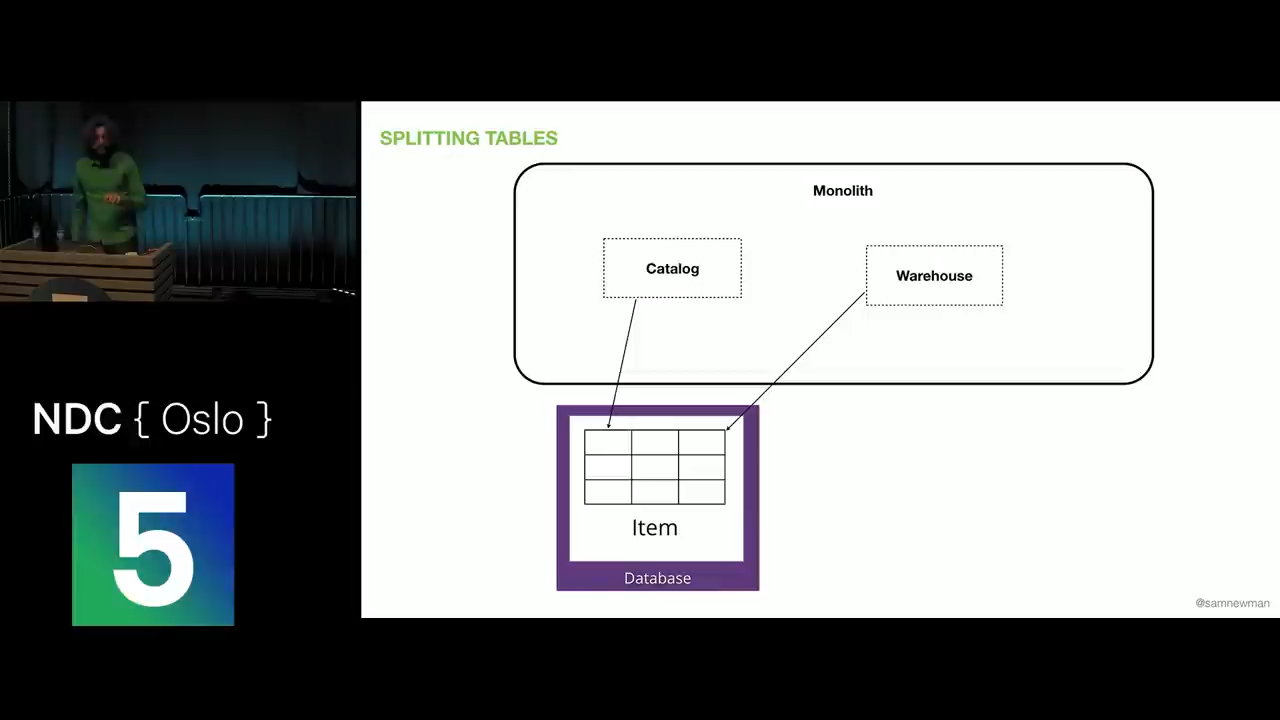 SPLITTING TABLES
Monolith
Catalog
Warehouse
Item
Database
@samnewman
NDC { Oslo }
5